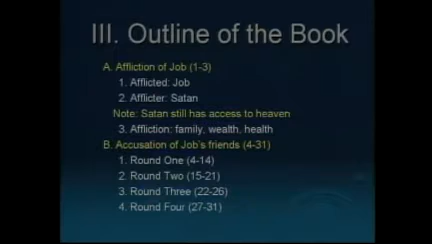 III. Outline of the Book
A. Affliction of Job (1-3)
1. Afflicted: Job
2. Afflicter: Satan
Note: Satan still has access to heaven
3. Affliction: family, wealth, health
B. Accusation of Job's friends (4-31)
1. Round One (4-14)
2. Round Two (15-21)
3. Round Three (22-26)
4. Round Four (27-31)